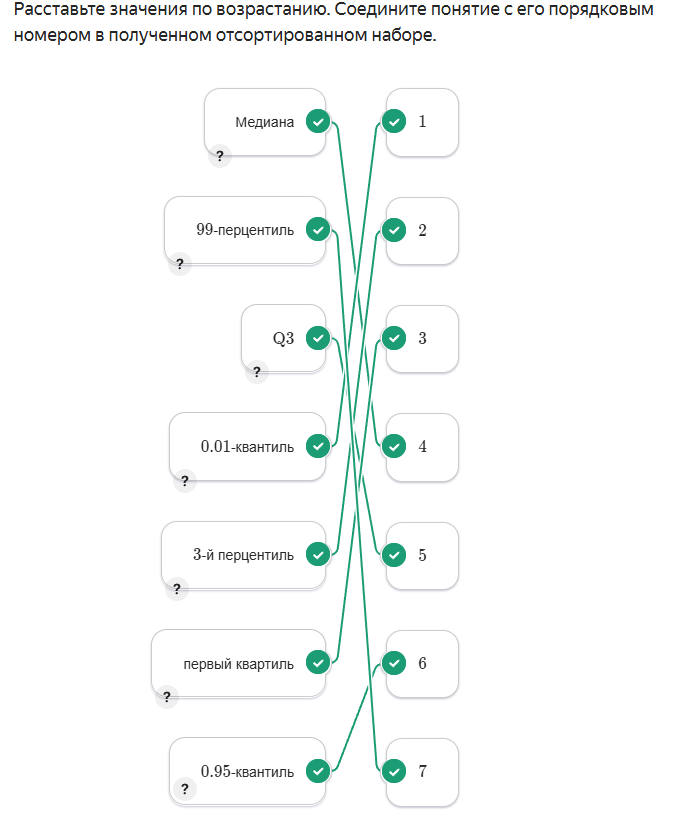 Расставьте значения по возрастанию. Соедините понятие с его порядковым
номером в полученном отсортированном наборе.
Медиана
1
?
99-перцентиль
2
?
Q3
3
?
0.01-квантиль
4
?
3-й перцентиль
5
?
первый квартиль
6
?
0.95-квантиль
7
?